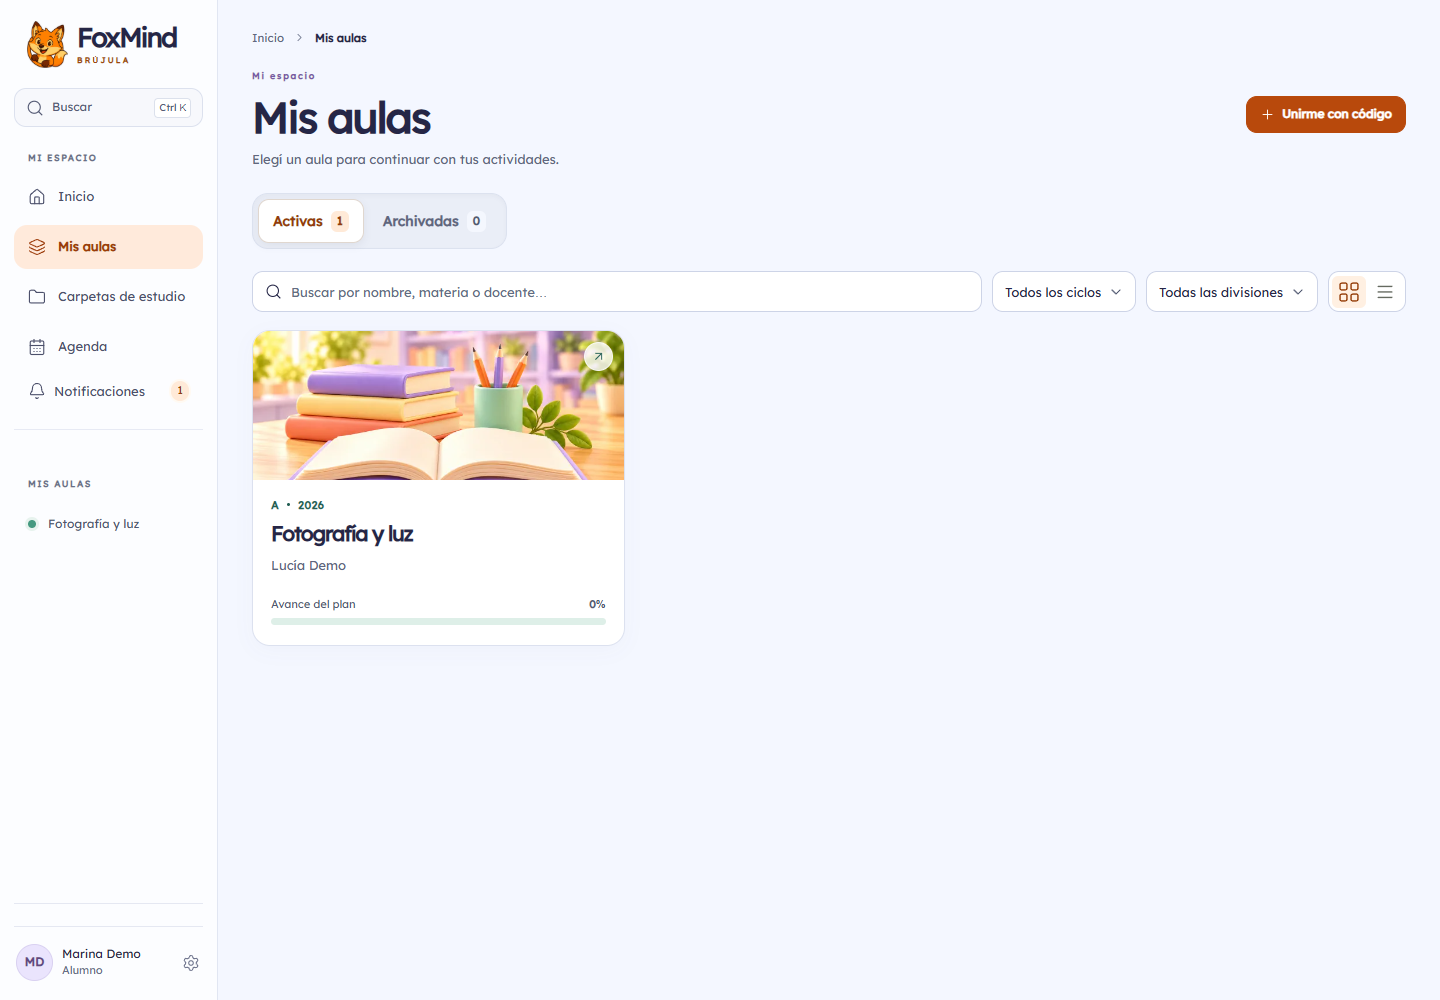 FoxMind
BRÚJULA
Buscar
Ctrl K
MI ESPACIO
Inicio
Mis aulas
Carpetas de estudio
Agenda
Notificaciones
1
MIS AULAS
Fotografía y luz
MD
Marina Demo
Alumno
Inicio
Mis aulas
Mi espacio
Mis aulas
Elegí un aula para continuar con tus actividades.
Unirme con código
Activas 1
Archivadas 0
Buscar por nombre, materia o docente...
Todos los ciclos
Todas las divisiones
A • 2026
Fotografía y luz
Lucía Demo
Avance del plan
0%